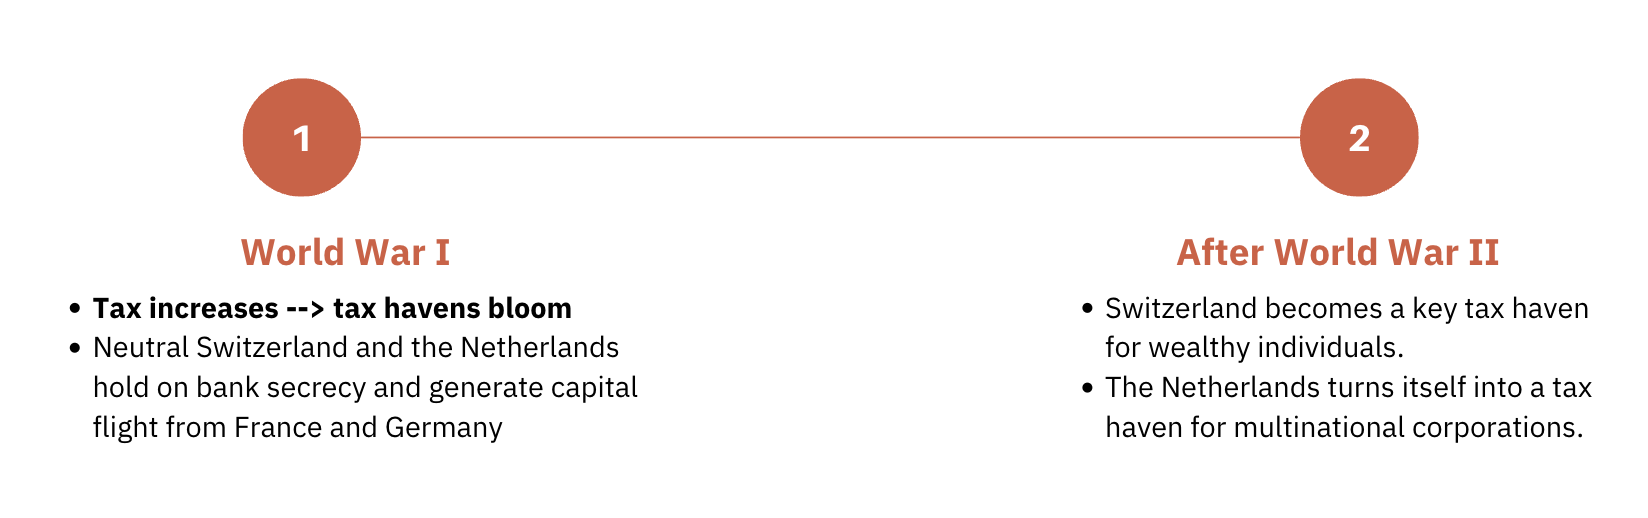 1
2
World War I
• Tax increases --> tax havens bloom
• Neutral Switzerland and the Netherlands
hold on bank secrecy and generate capital
flight from France and Germany
After World War II
• Switzerland becomes a key tax haven
for wealthy individuals.
• The Netherlands turns itself into a tax
haven for multinational corporations.